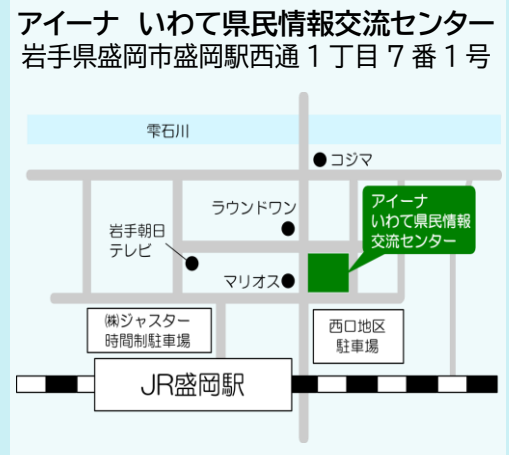 アイーナ いわて県民情報交流センター
岩手県盛岡市盛岡駅西通１丁目７番１号
雫石川
コジマ
アイーナ
いわて県民情報
交流センター
ラウンドワン
岩手朝日
テレビ
マリオス
㈱ジャスター
時間制駐車場
西口地区
駐車場
JR盛岡駅